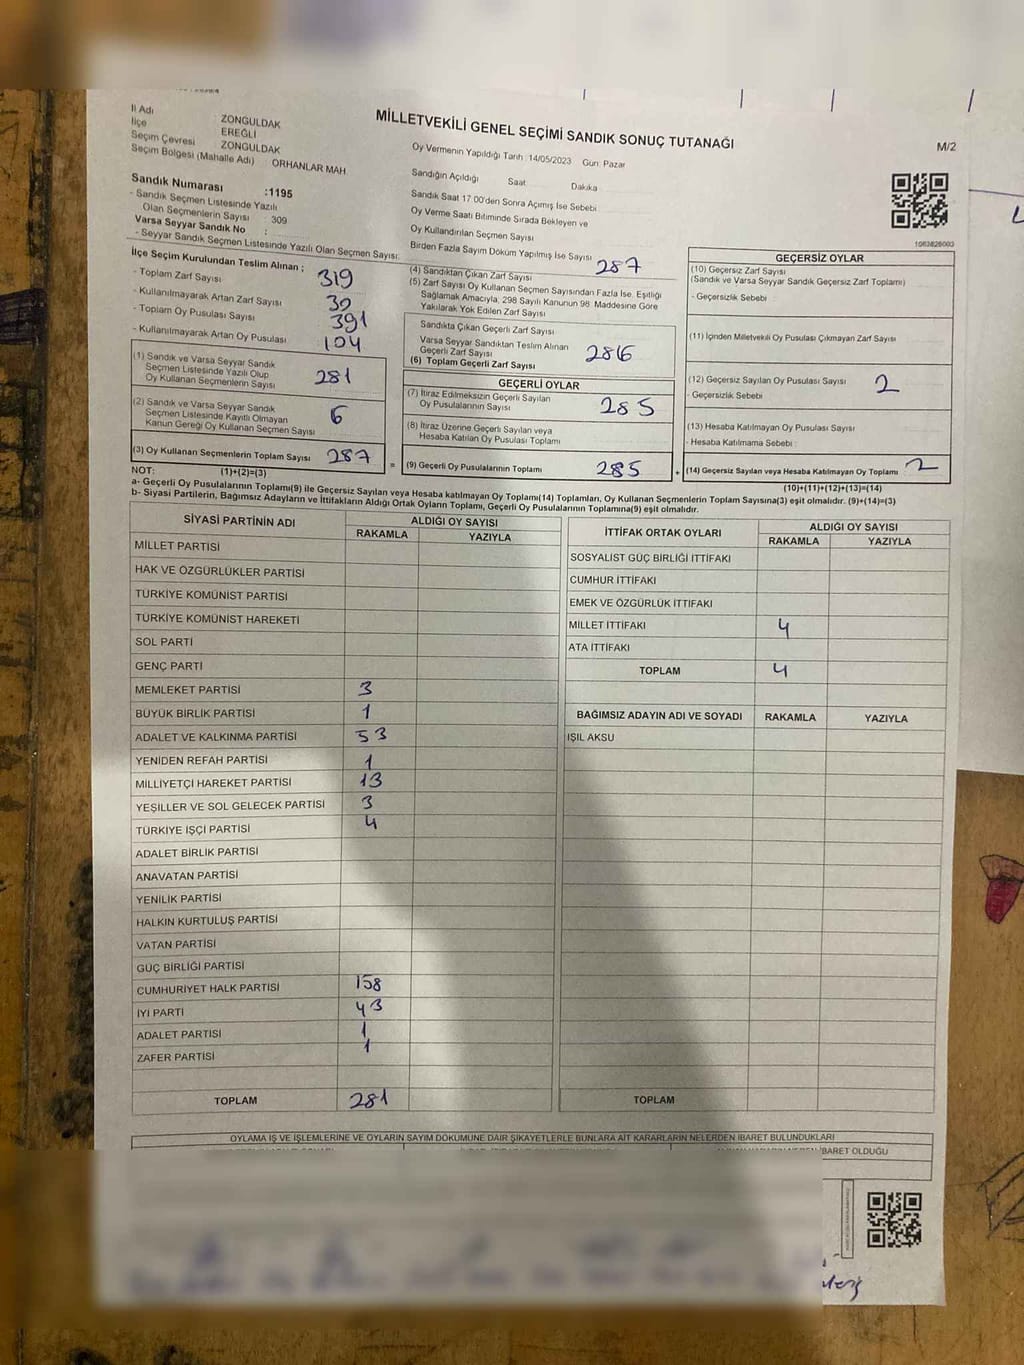 İl Adı ZONGULDAK
İlçe EREĞLİ
Seçim Çevresi ZONGULDAK
Seçim Bölgesi (Mahalle Adı) ORHANLAR MAH.
Sandık Numarası :1195
- Sandık Seçmen Listesinde Yazılı
Olan Seçmenlerin Sayısı : 309
Varsa Seyyar Sandık No :
- Seyyar Sandık Seçmen Listesinde Yazılı Olan Seçmen Sayısı:
MİLLETVEKİLİ GENEL SEÇİMİ SANDIK SONUÇ TUTANAĞI
M/2
Oy Vermenin Yapıldığı Tarih : 14/05/2023 Gün: Pazar
Sandığın Açıldığı Saat Dakika
Sandık Saat 17.00'den Sonra Açımış İse Sebebi
Oy Verme Saati Bitiminde Sırada Bekleyen ve
Oy Kullandırılan Seçmen Sayısı
Birden Fazla Sayım Döküm Yapılmış İse Sayısı
1063828003
İlçe Seçim Kurulundan Teslim Alınan ;
- Toplam Zarf Sayısı 319
- Kullanılmayarak Artan Zarf Sayısı
- Toplam Oy Pusulası Sayısı 391
- Kullanılmayarak Artan Oy Pusulası 104
(1) Sandık ve Varsa Seyyar Sandık
Seçmen Listesinde Yazılı Olup
Oy Kullanan Seçmenlerin Sayısı 281
(2) Sandık ve Varsa Seyyar Sandık
Seçmen Listesinde Kayıtlı Olmayan
Kanun Gereği Oy Kullanan Seçmen Sayısı 6
(3) Oy Kullanan Seçmenlerin Toplam Sayısı 287
(1)+(2)=(3)
(4) Sandıktan Çıkan Zarf Sayısı 287
(5) Zarf Sayısı Oy Kullanan Seçmen Sayısından Fazla İse, Eşitliği
Sağlamak Amacıyla, 298 Sayılı Kanunun 98. Maddesine Göre
Yakılarak Yok Edilen Zarf Sayısı
Sandıkta Çıkan Geçerli Zarf Sayısı
Varsa Seyyar Sandıktan Teslim Alınan
Geçerli Zarf Sayısı
(6) Toplam Geçerli Zarf Sayısı 286
GEÇERLİ OYLAR
(7) İtiraz Edilmeksizin Geçerli Sayılan
Oy Pusulalarının Sayısı 285
(8) İtiraz Üzerine Geçerli Sayılan veya
Hesaba Katılan Oy Pusulası Toplamı
= (9) Geçerli Oy Pusulalarının Toplamı 285 +
GEÇERSİZ OYLAR
(10) Geçersiz Zarf Sayısı
(Sandık ve Varsa Seyyar Sandık Geçersiz Zarf Toplamı)
- Geçersizlik Sebebi
(11) İçinden Milletvekili Oy Pusulası Çıkmayan Zarf Sayısı
(12) Geçersiz Sayılan Oy Pusulası Sayısı 2
- Geçersizlik Sebebi
(13) Hesaba Katılmayan Oy Pusulası Sayısı
- Hesaba Katılmama Sebebi :
(14) Geçersiz Sayılan veya Hesaba Katılmayan Oy Toplamı 2
(10)+(11)+(12)+(13)=(14)
NOT:
a- Geçerli Oy Pusulalarının Toplamı(9) ile Geçersiz Sayılan veya Hesaba katılmayan Oy Toplamı(14) Toplamları, Oy Kullanan Seçmenlerin Toplam Sayısına(3) eşit olmalıdır. (9)+(14)=(3)
b- Siyasi Partilerin, Bağımsız Adayların ve İttifakların Aldığı Ortak Oyların Toplamı, Geçerli Oy Pusulalarının Toplamına(9) eşit olmalıdır.
SİYASİ PARTİNİN ADI ALDIĞI OY SAYISI
RAKAMLA YAZIYLA
MİLLET PARTİSİ
HAK VE ÖZGÜRLÜKLER PARTİSİ
TÜRKİYE KOMÜNİST PARTİSİ
TÜRKİYE KOMÜNİST HAREKETİ
SOL PARTİ
GENÇ PARTİ
MEMLEKET PARTİSİ 3
BÜYÜK BİRLİK PARTİSİ 1
ADALET VE KALKINMA PARTİSİ 53
YENİDEN REFAH PARTİSİ 1
MİLLİYETÇİ HAREKET PARTİSİ 13
YEŞİLLER VE SOL GELECEK PARTİSİ 3
TÜRKİYE İŞÇİ PARTİSİ 4
ADALET BİRLİK PARTİSİ
ANAVATAN PARTİSİ
YENİLİK PARTİSİ
HALKIN KURTULUŞ PARTİSİ
VATAN PARTİSİ
GÜÇ BİRLİĞİ PARTİSİ
CUMHURİYET HALK PARTİSİ 158
İYİ PARTİ 43
ADALET PARTİSİ 1
ZAFER PARTİSİ 1
TOPLAM 281
İTTİFAK ORTAK OYLARI ALDIĞI OY SAYISI
RAKAMLA YAZIYLA
SOSYALİST GÜÇ BİRLİĞİ İTTİFAKI
CUMHUR İTTİFAKI
EMEK VE ÖZGÜRLÜK İTTİFAKI
MİLLET İTTİFAKI 4
ATA İTTİFAKI
TOPLAM 4
BAĞIMSIZ ADAYIN ADI VE SOYADI RAKAMLA YAZIYLA
IŞIL AKSU
TOPLAM
OYLAMA İŞ VE İŞLEMLERİNE VE OYLARIN SAYIM DÖKÜMÜNE DAİR ŞİKAYETLERLE BUNLARA AİT KARARLARIN NELERDEN İBARET BULUNDUKLARI
İBARET OLDUĞU